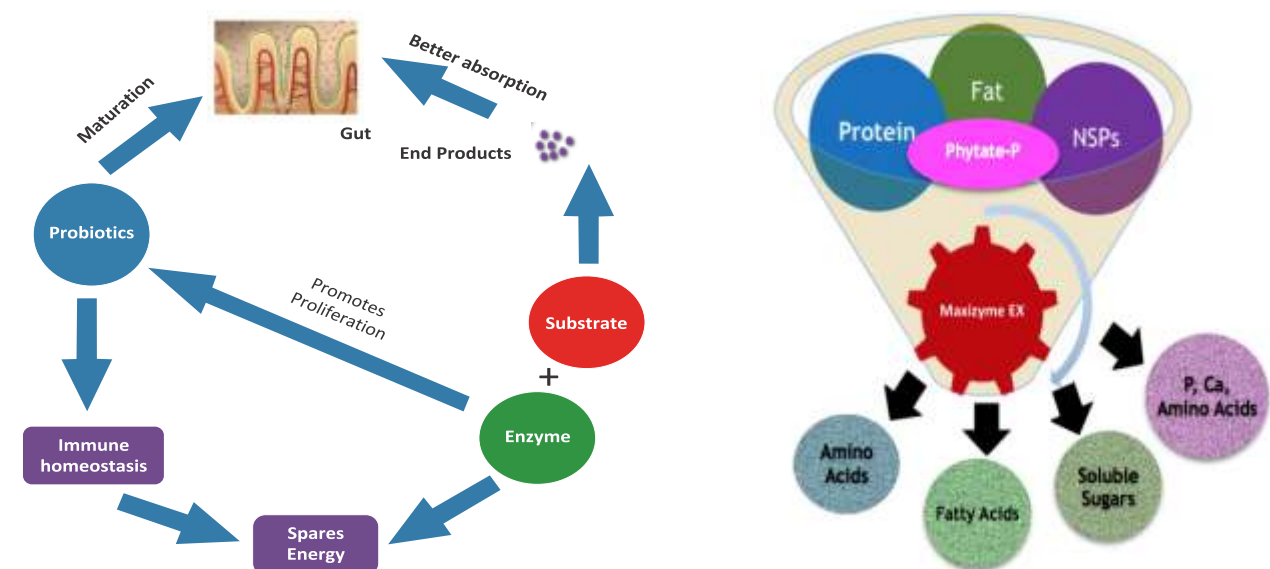 Better absorption
Maturation
Gut
End Products
Probiotics
Promotes
Proliferation
Substrate
+
Enzyme
Immune
homeostasis
Spares
Energy
Fat
Protein
NSPs
Phytate-P
Maxizyme EX
P, Ca,
Amino Acids
Amino
Acids
Soluble
Sugars
Fatty Acids